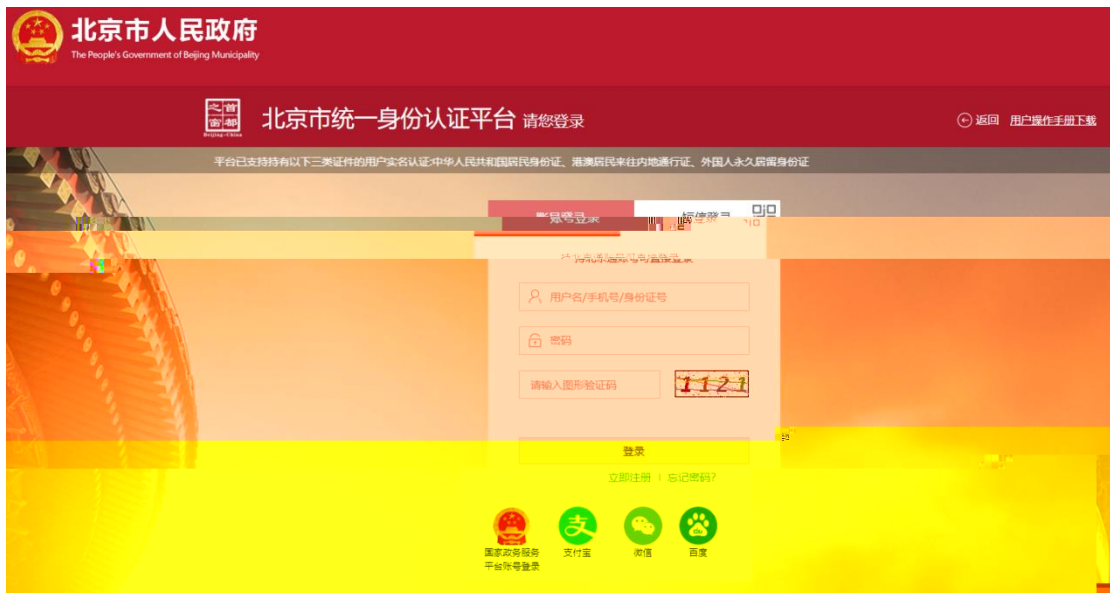 北京市人民政府
The People's Government of Beijing Municipality
首都之窗
Beijing-China
北京市统一身份认证平台 请您登录
返回 用户操作手册下载
平台已支持持有以下三类证件的用户实名认证:中华人民共和国居民身份证、港澳居民来往内地通行证、外国人永久居留身份证
账号登录 短信登录
用户名/手机号/身份证号
密码
请输入图形验证码 1121
登录
立即注册 | 忘记密码?
国家政务服务平台账号登录 支付宝 微信 百度